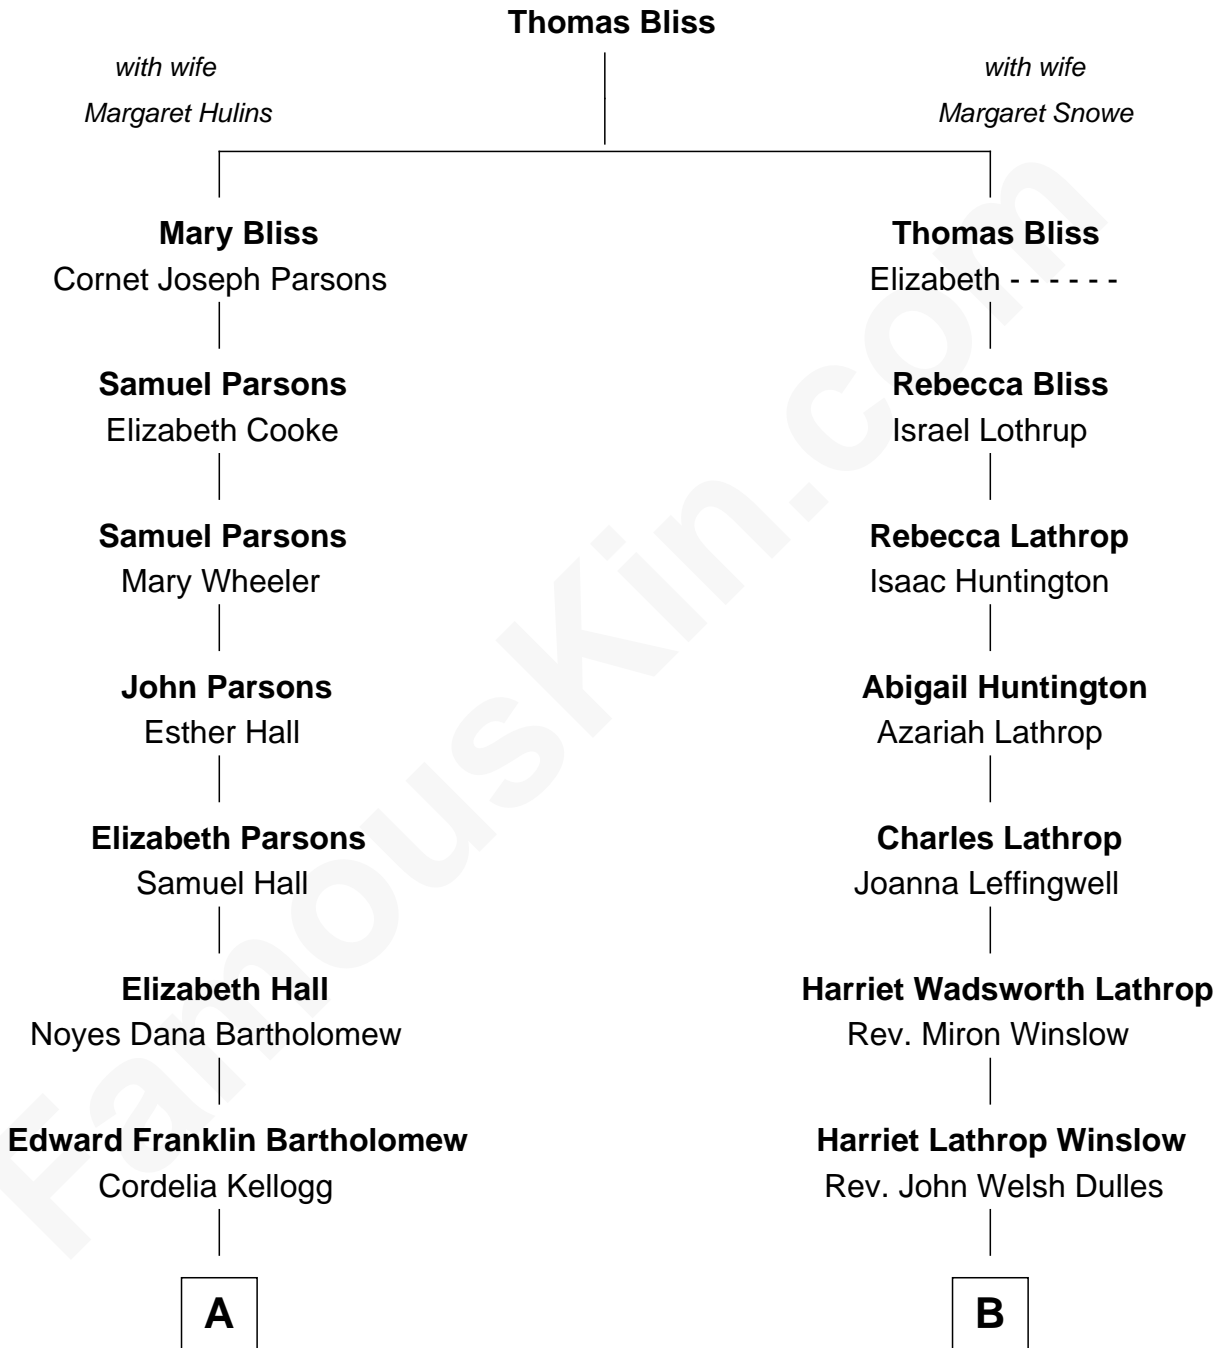 Thomas Bliss
with wife
Margaret Hulins
with wife
Margaret Snowe
Mary Bliss
Cornet Joseph Parsons
Thomas Bliss
Elizabeth - - - - - -
Samuel Parsons
Elizabeth Cooke
Rebecca Bliss
Israel Lothrup
Samuel Parsons
Mary Wheeler
Rebecca Lathrop
Isaac Huntington
John Parsons
Esther Hall
Abigail Huntington
Azariah Lathrop
Elizabeth Parsons
Samuel Hall
Charles Lathrop
Joanna Leffingwell
Elizabeth Hall
Noyes Dana Bartholomew
Harriet Wadsworth Lathrop
Rev. Miron Winslow
Edward Franklin Bartholomew
Cordelia Kellogg
Harriet Lathrop Winslow
Rev. John Welsh Dulles
A
B
FamousKin.com